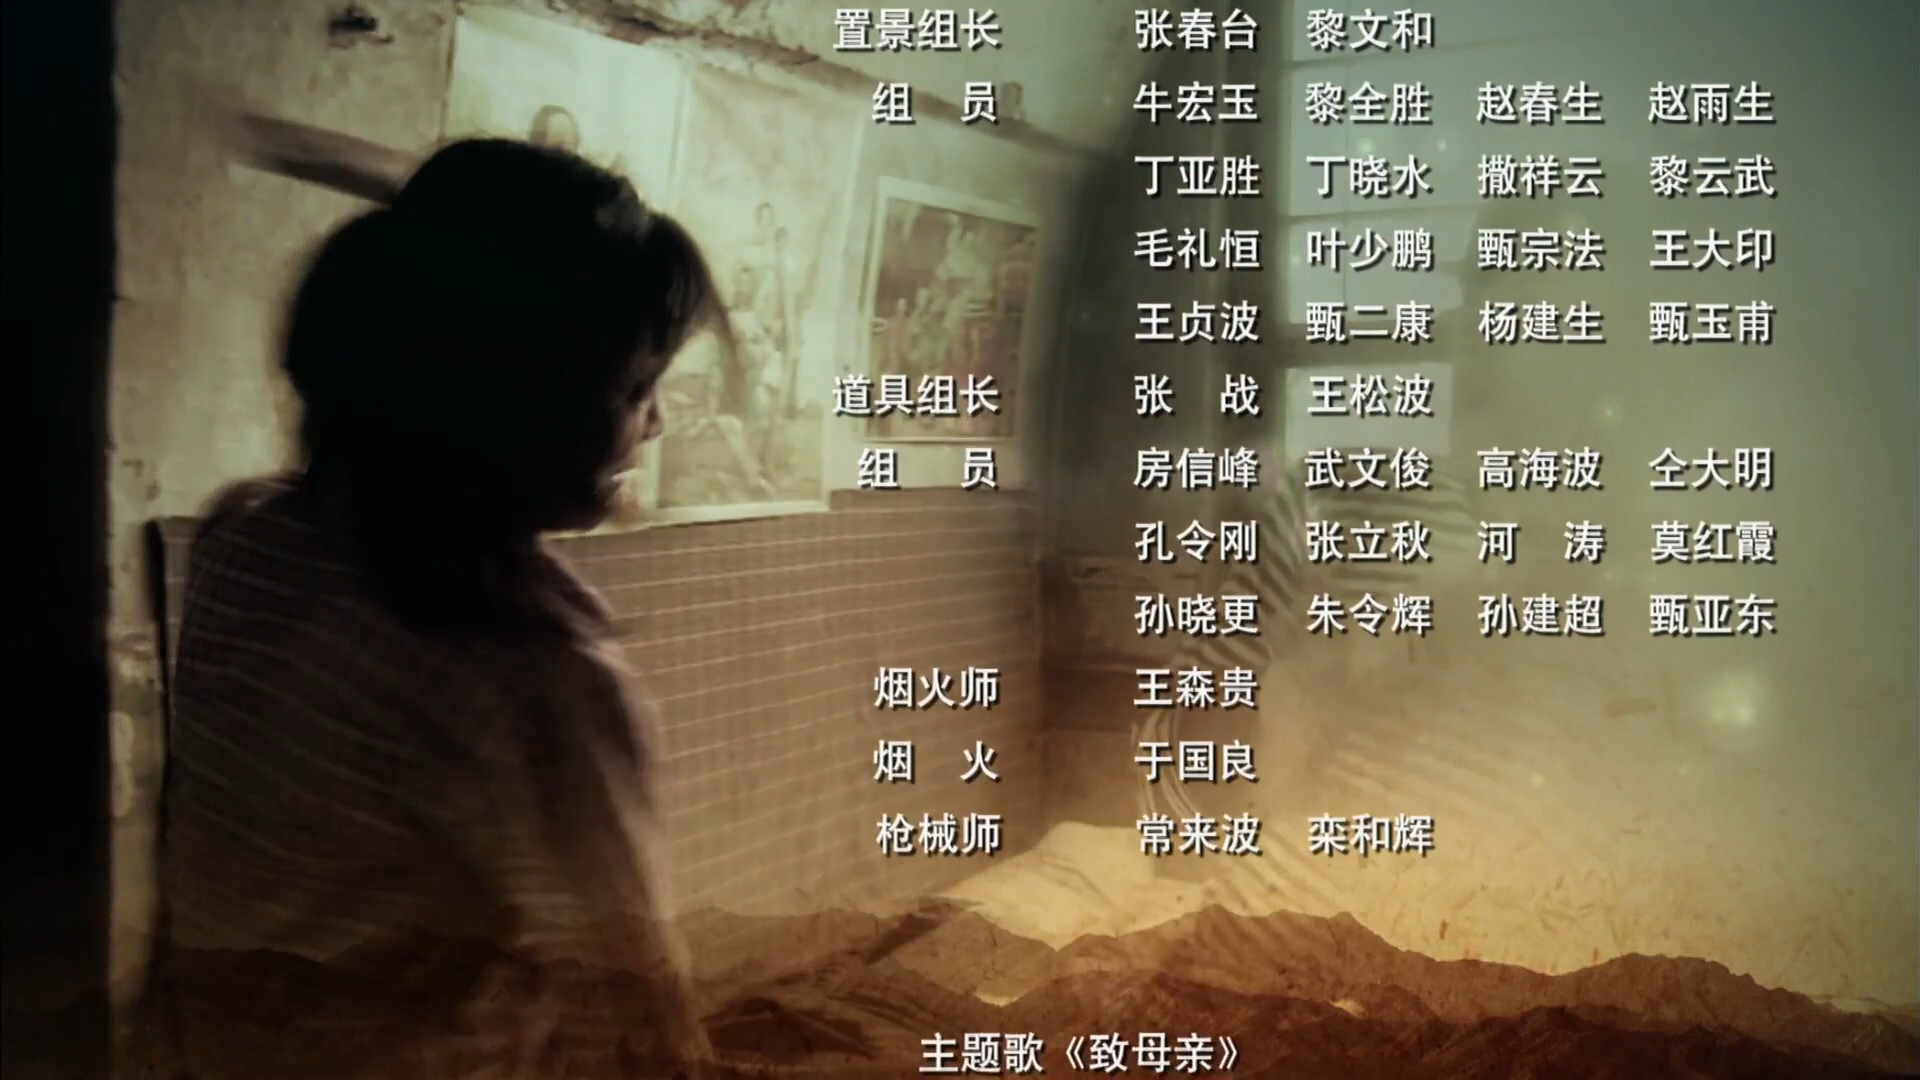 置景组长 张春台 黎文和
组 员 牛宏玉 黎全胜 赵春生 赵雨生
丁亚胜 丁晓水 撒祥云 黎云武
毛礼恒 叶少鹏 甄宗法 王大印
王贞波 甄二康 杨建生 甄玉甫
道具组长 张 战 王松波
组 员 房信峰 武文俊 高海波 仝大明
孔令刚 张立秋 河 涛 莫红霞
孙晓更 朱令辉 孙建超 甄亚东
烟火师 王森贵
烟 火 于国良
枪械师 常来波 栾和辉
主题歌《致母亲》